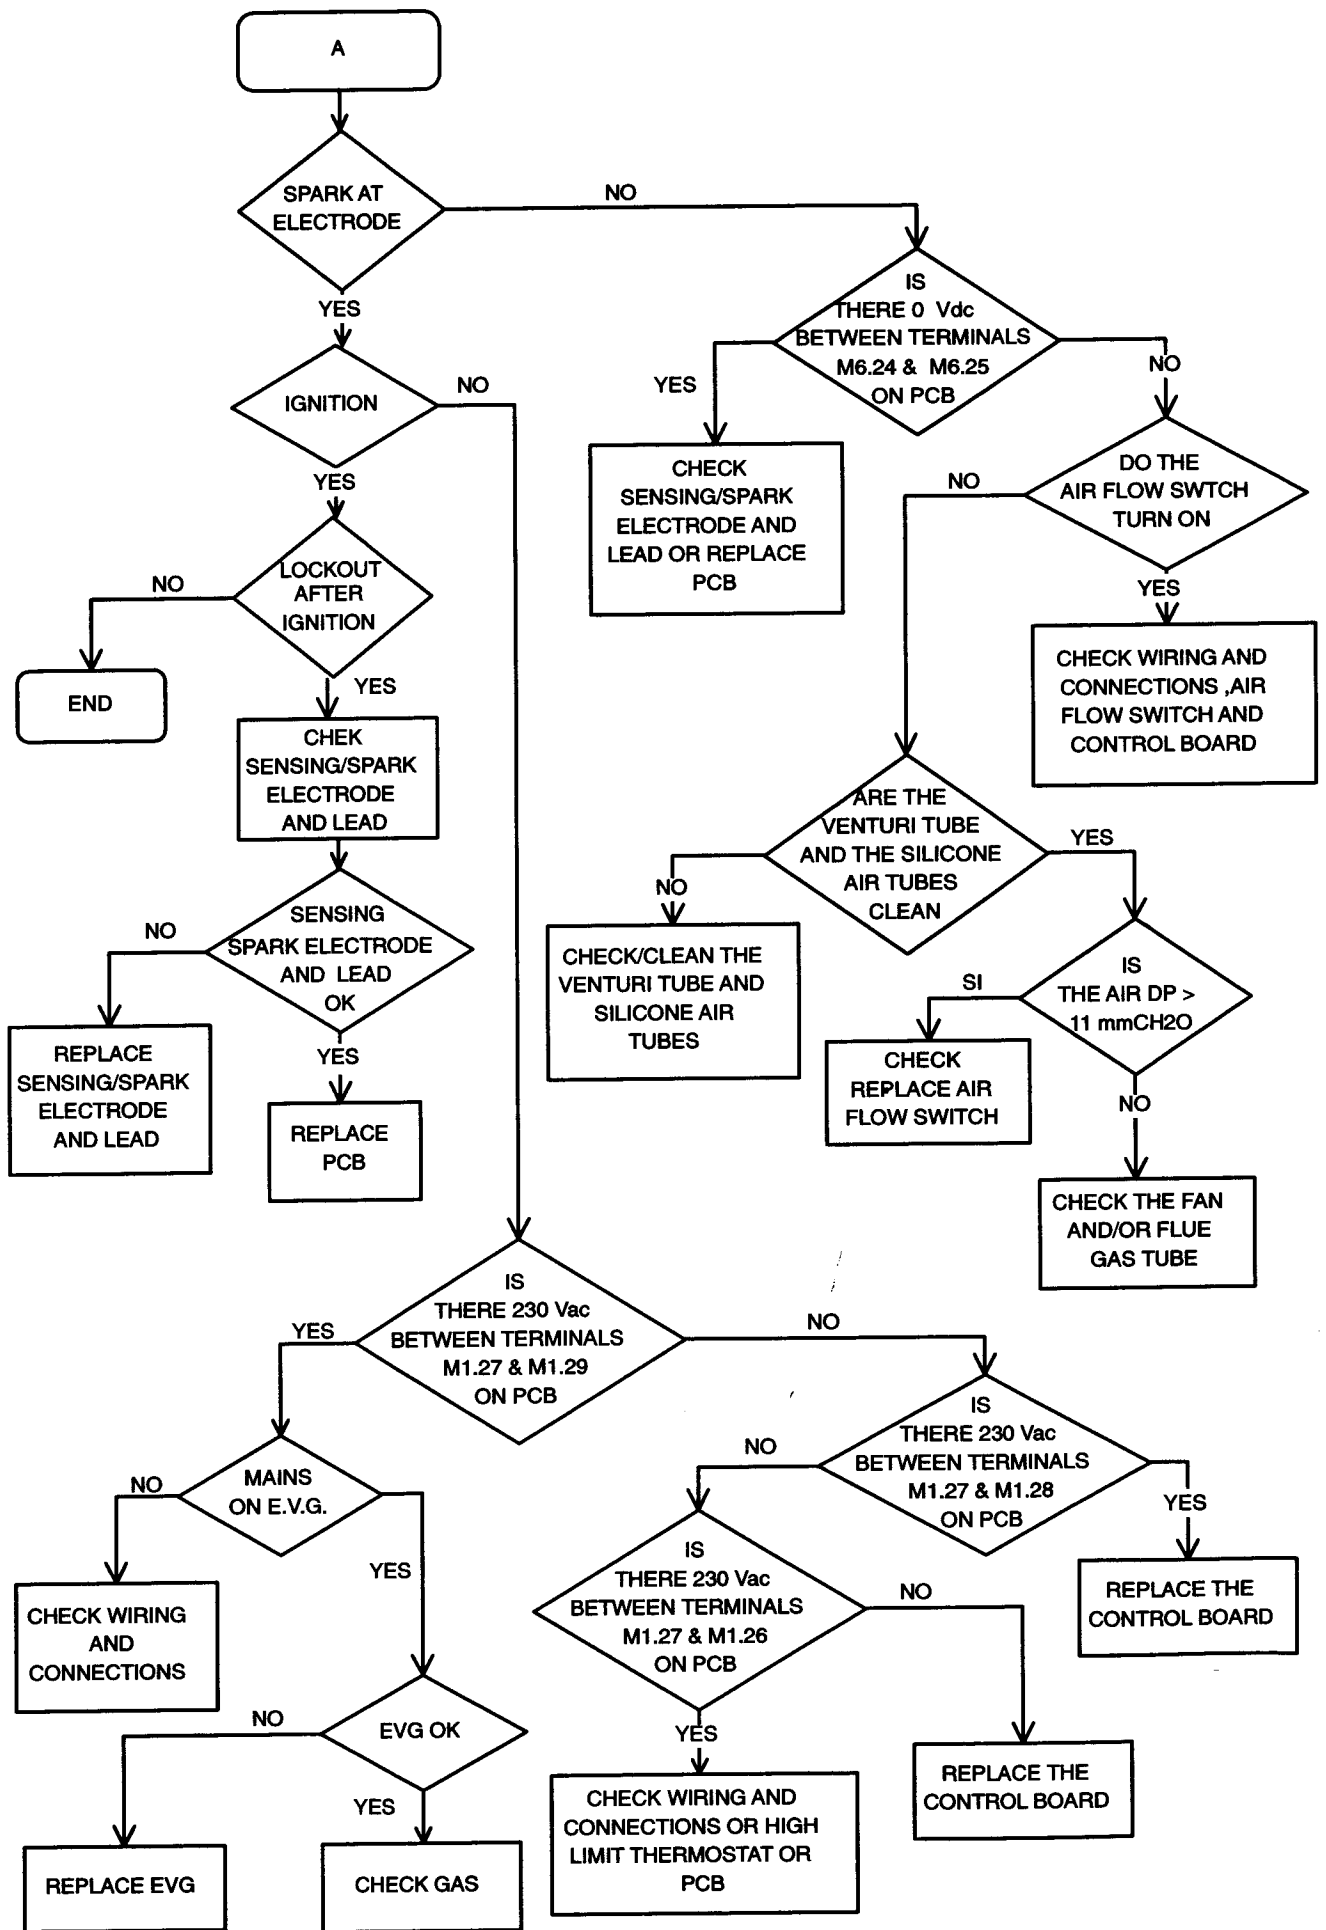 A
SPARK AT
ELECTRODE
NO
YES
IS
THERE 0 Vdc
BETWEEN TERMINALS
M6.24 & M6.25
ON PCB
YES
NO
IGNITION
NO
YES
CHECK
SENSING/SPARK
ELECTRODE AND
LEAD OR REPLACE
PCB
DO THE
AIR FLOW SWTCH
TURN ON
NO
YES
LOCKOUT
AFTER
IGNITION
NO
YES
END
CHECK WIRING AND
CONNECTIONS ,AIR
FLOW SWITCH AND
CONTROL BOARD
CHEK
SENSING/SPARK
ELECTRODE
AND LEAD
ARE THE
VENTURI TUBE
AND THE SILICONE
AIR TUBES
CLEAN
YES
NO
SENSING
SPARK ELECTRODE
AND LEAD
OK
NO
YES
CHECK/CLEAN THE
VENTURI TUBE AND
SILICONE AIR
TUBES
IS
THE AIR DP >
11 mmCH2O
SI
NO
REPLACE
SENSING/SPARK
ELECTRODE
AND LEAD
REPLACE
PCB
CHECK
REPLACE AIR
FLOW SWITCH
CHECK THE FAN
AND/OR FLUE
GAS TUBE
IS
THERE 230 Vac
BETWEEN TERMINALS
M1.27 & M1.29
ON PCB
YES
NO
MAINS
ON E.V.G.
NO
YES
IS
THERE 230 Vac
BETWEEN TERMINALS
M1.27 & M1.28
ON PCB
NO
YES
CHECK WIRING
AND
CONNECTIONS
IS
THERE 230 Vac
BETWEEN TERMINALS
M1.27 & M1.26
ON PCB
NO
YES
REPLACE THE
CONTROL BOARD
EVG OK
NO
YES
REPLACE EVG
CHECK GAS
CHECK WIRING AND
CONNECTIONS OR HIGH
LIMIT THERMOSTAT OR
PCB
REPLACE THE
CONTROL BOARD